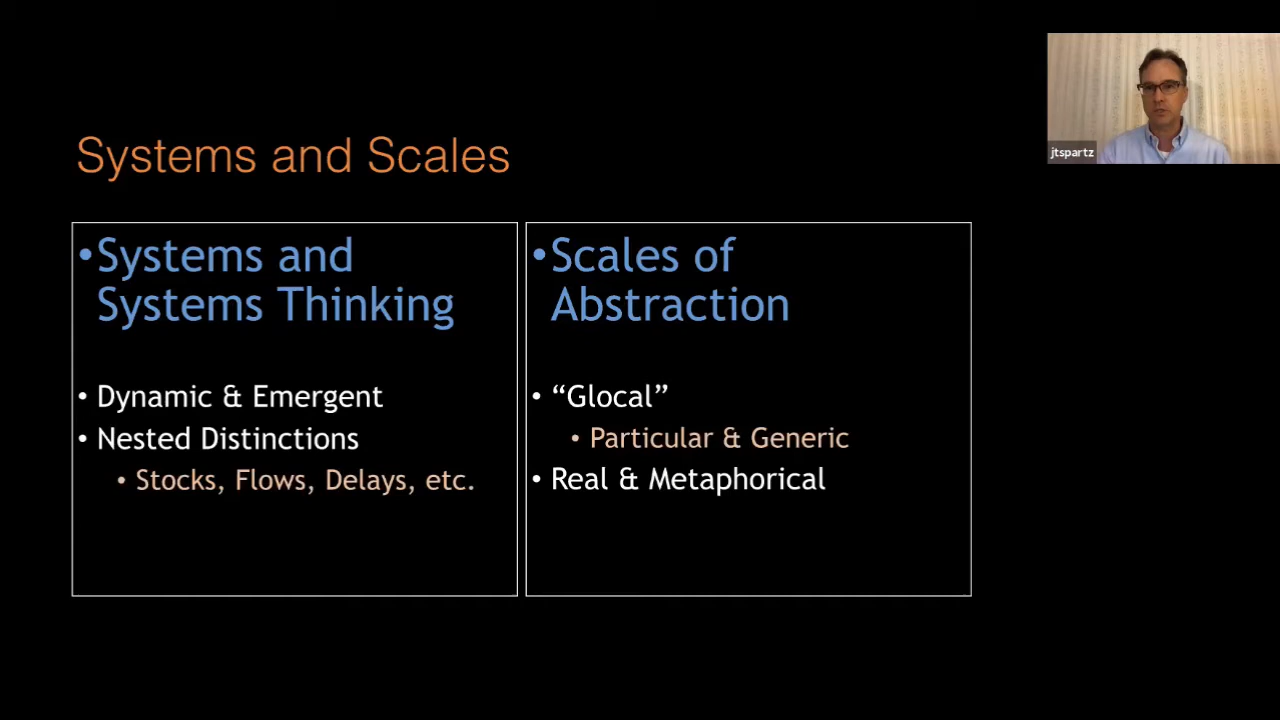 Systems and Scales
•Systems and
Systems Thinking
• Dynamic & Emergent
• Nested Distinctions
• Stocks, Flows, Delays, etc.
•Scales of
Abstraction
• “Glocal”
• Particular & Generic
• Real & Metaphorical
jtspartz